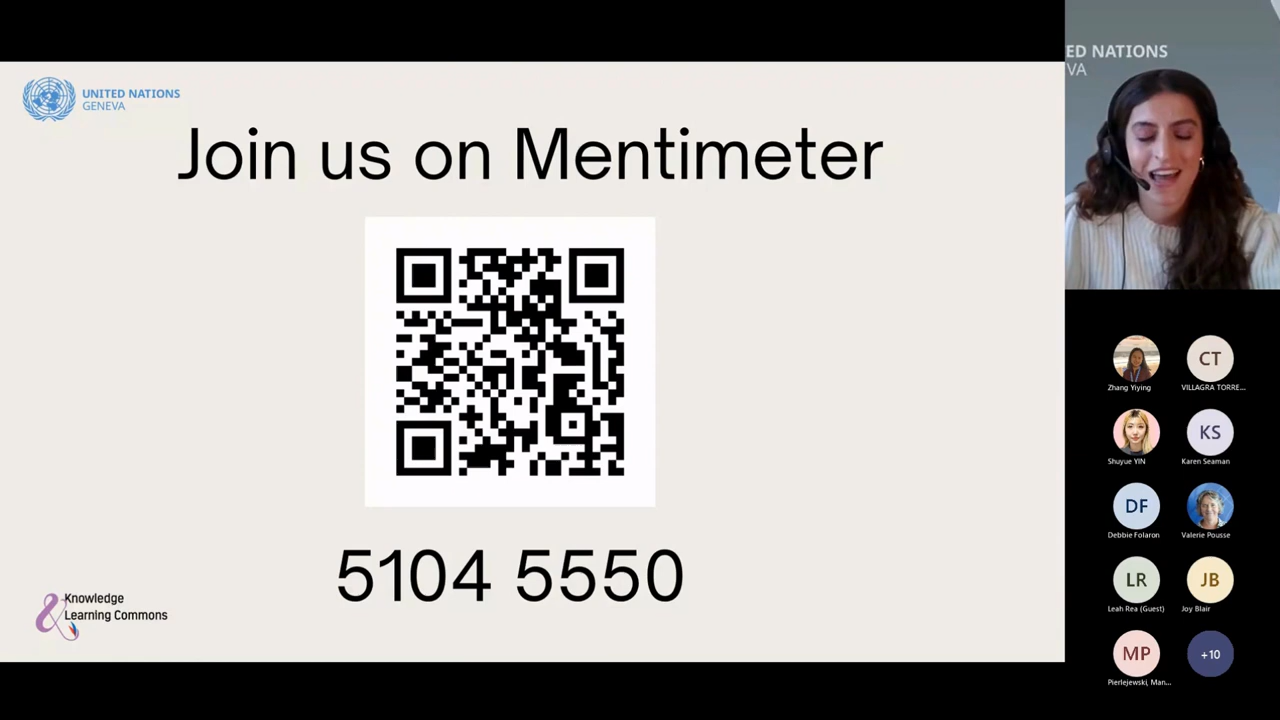 UNITED NATIONS
GENEVA
Join us on Mentimeter
5104 5550
Knowledge
Learning Commons
ED NATIONS
VA
Zhang Yiying
CT
VILLAGRA TORRE...
Shuyue YIN
KS
Karen Seaman
DF
Debbie Folaron
Valerie Pousse
LR
Leah Rea (Guest)
JB
Joy Blair
MP
Pierlejewski, Man...
+10